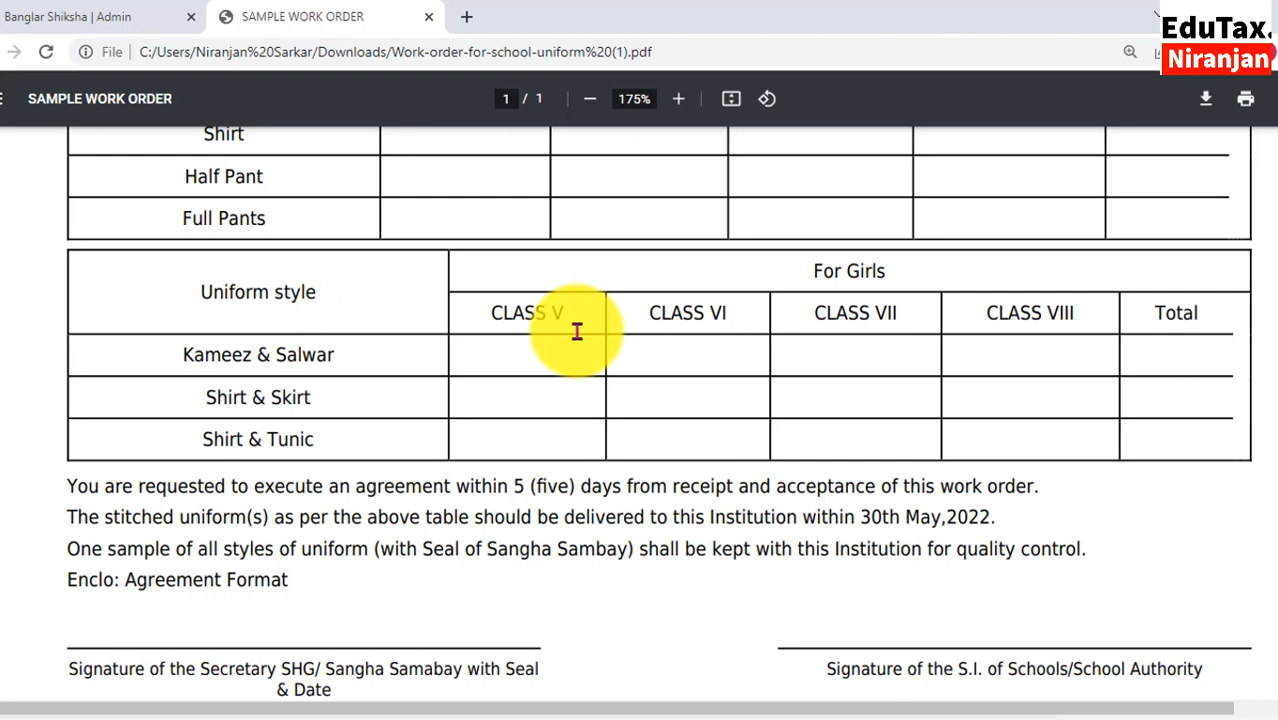 Banglar Shiksha | Admin
SAMPLE WORK ORDER
EduTax.
Niranjan
File
C:/Users/Niranjan%20Sarkar/Downloads/Work-order-for-school-uniform%20(1).pdf
SAMPLE WORK ORDER
1 / 1
175%
Shirt
Half Pant
Full Pants
Uniform style
For Girls
CLASS V
CLASS VI
CLASS VII
CLASS VIII
Total
Kameez & Salwar
Shirt & Skirt
Shirt & Tunic
You are requested to execute an agreement within 5 (five) days from receipt and acceptance of this work order.
The stitched uniform(s) as per the above table should be delivered to this Institution within 30th May,2022.
One sample of all styles of uniform (with Seal of Sangha Sambay) shall be kept with this Institution for quality control.
Enclo: Agreement Format
Signature of the Secretary SHG/ Sangha Samabay with Seal
& Date
Signature of the S.I. of Schools/School Authority